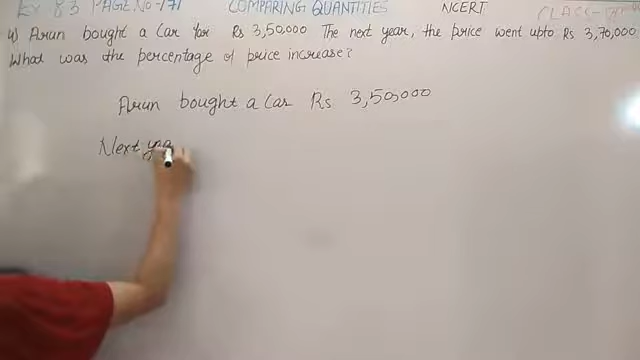 Ex 8.3 PAGE NO-171 COMPARING QUANTITIES NCERT CLASS-
4) Arun bought a Car for Rs 3,50,000 The next year, the price went upto Rs 3,70,000
What was the percentage of price increase?
Arun bought a Car Rs 3,50,000
Next yea